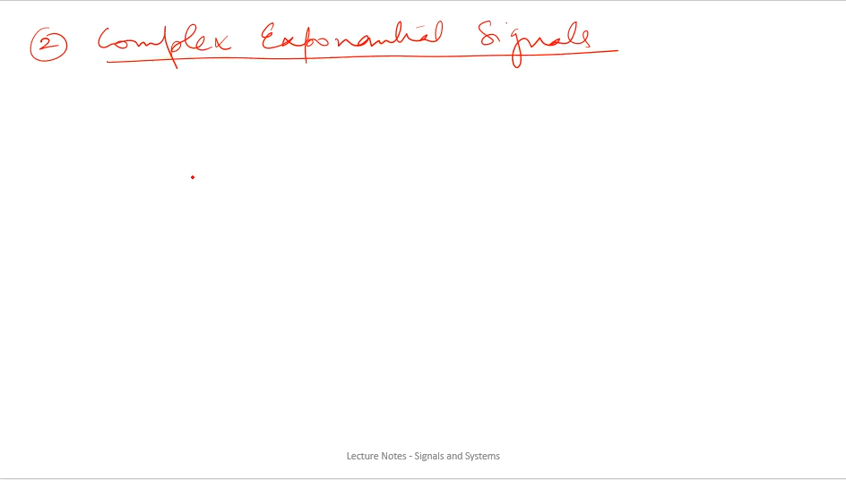 ② Complex Exponential Signals
Lecture Notes - Signals and Systems